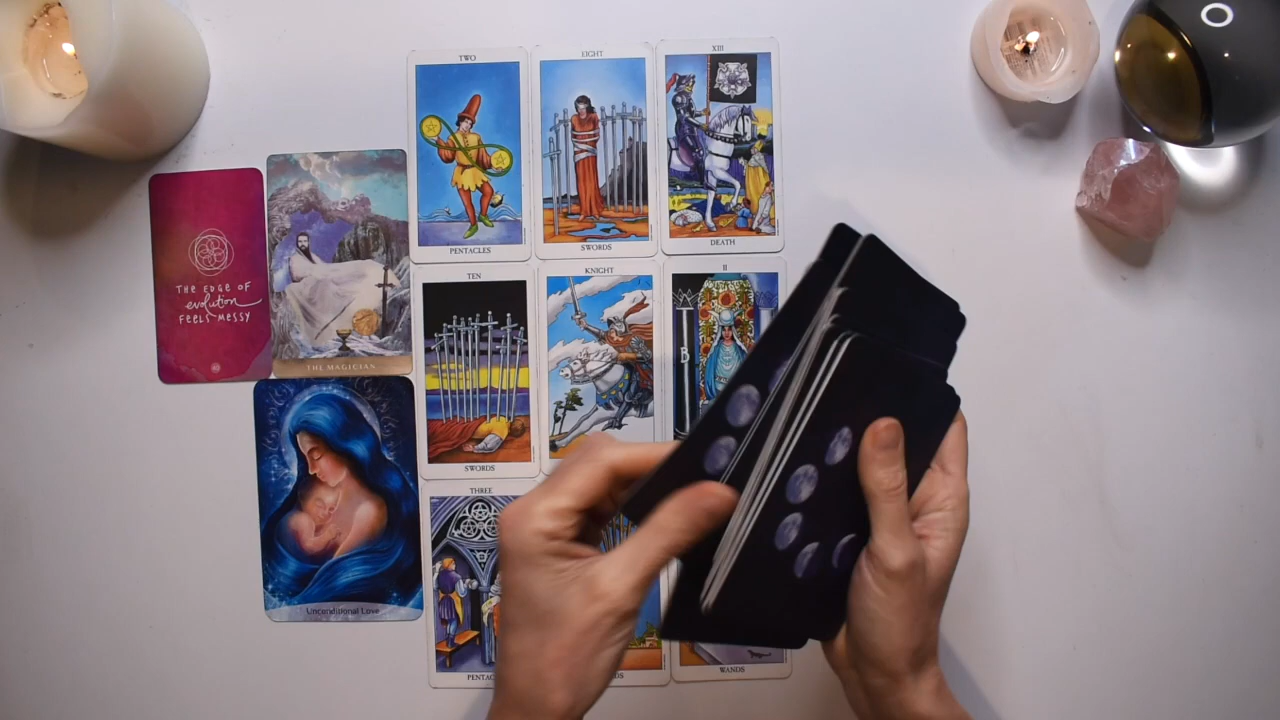 TWO
EIGHT
XIII
PENTACLES
SWORDS
DEATH
THE EDGE OF
evolution
FEELS MESSY
THE MAGICIAN
TEN
KNIGHT
II
B
SWORDS
Unconditional Love
THREE
WANDS